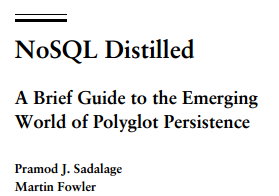 NoSQL Distilled
A Brief Guide to the Emerging
World of Polyglot Persistence
Pramod J. Sadalage
Martin Fowler